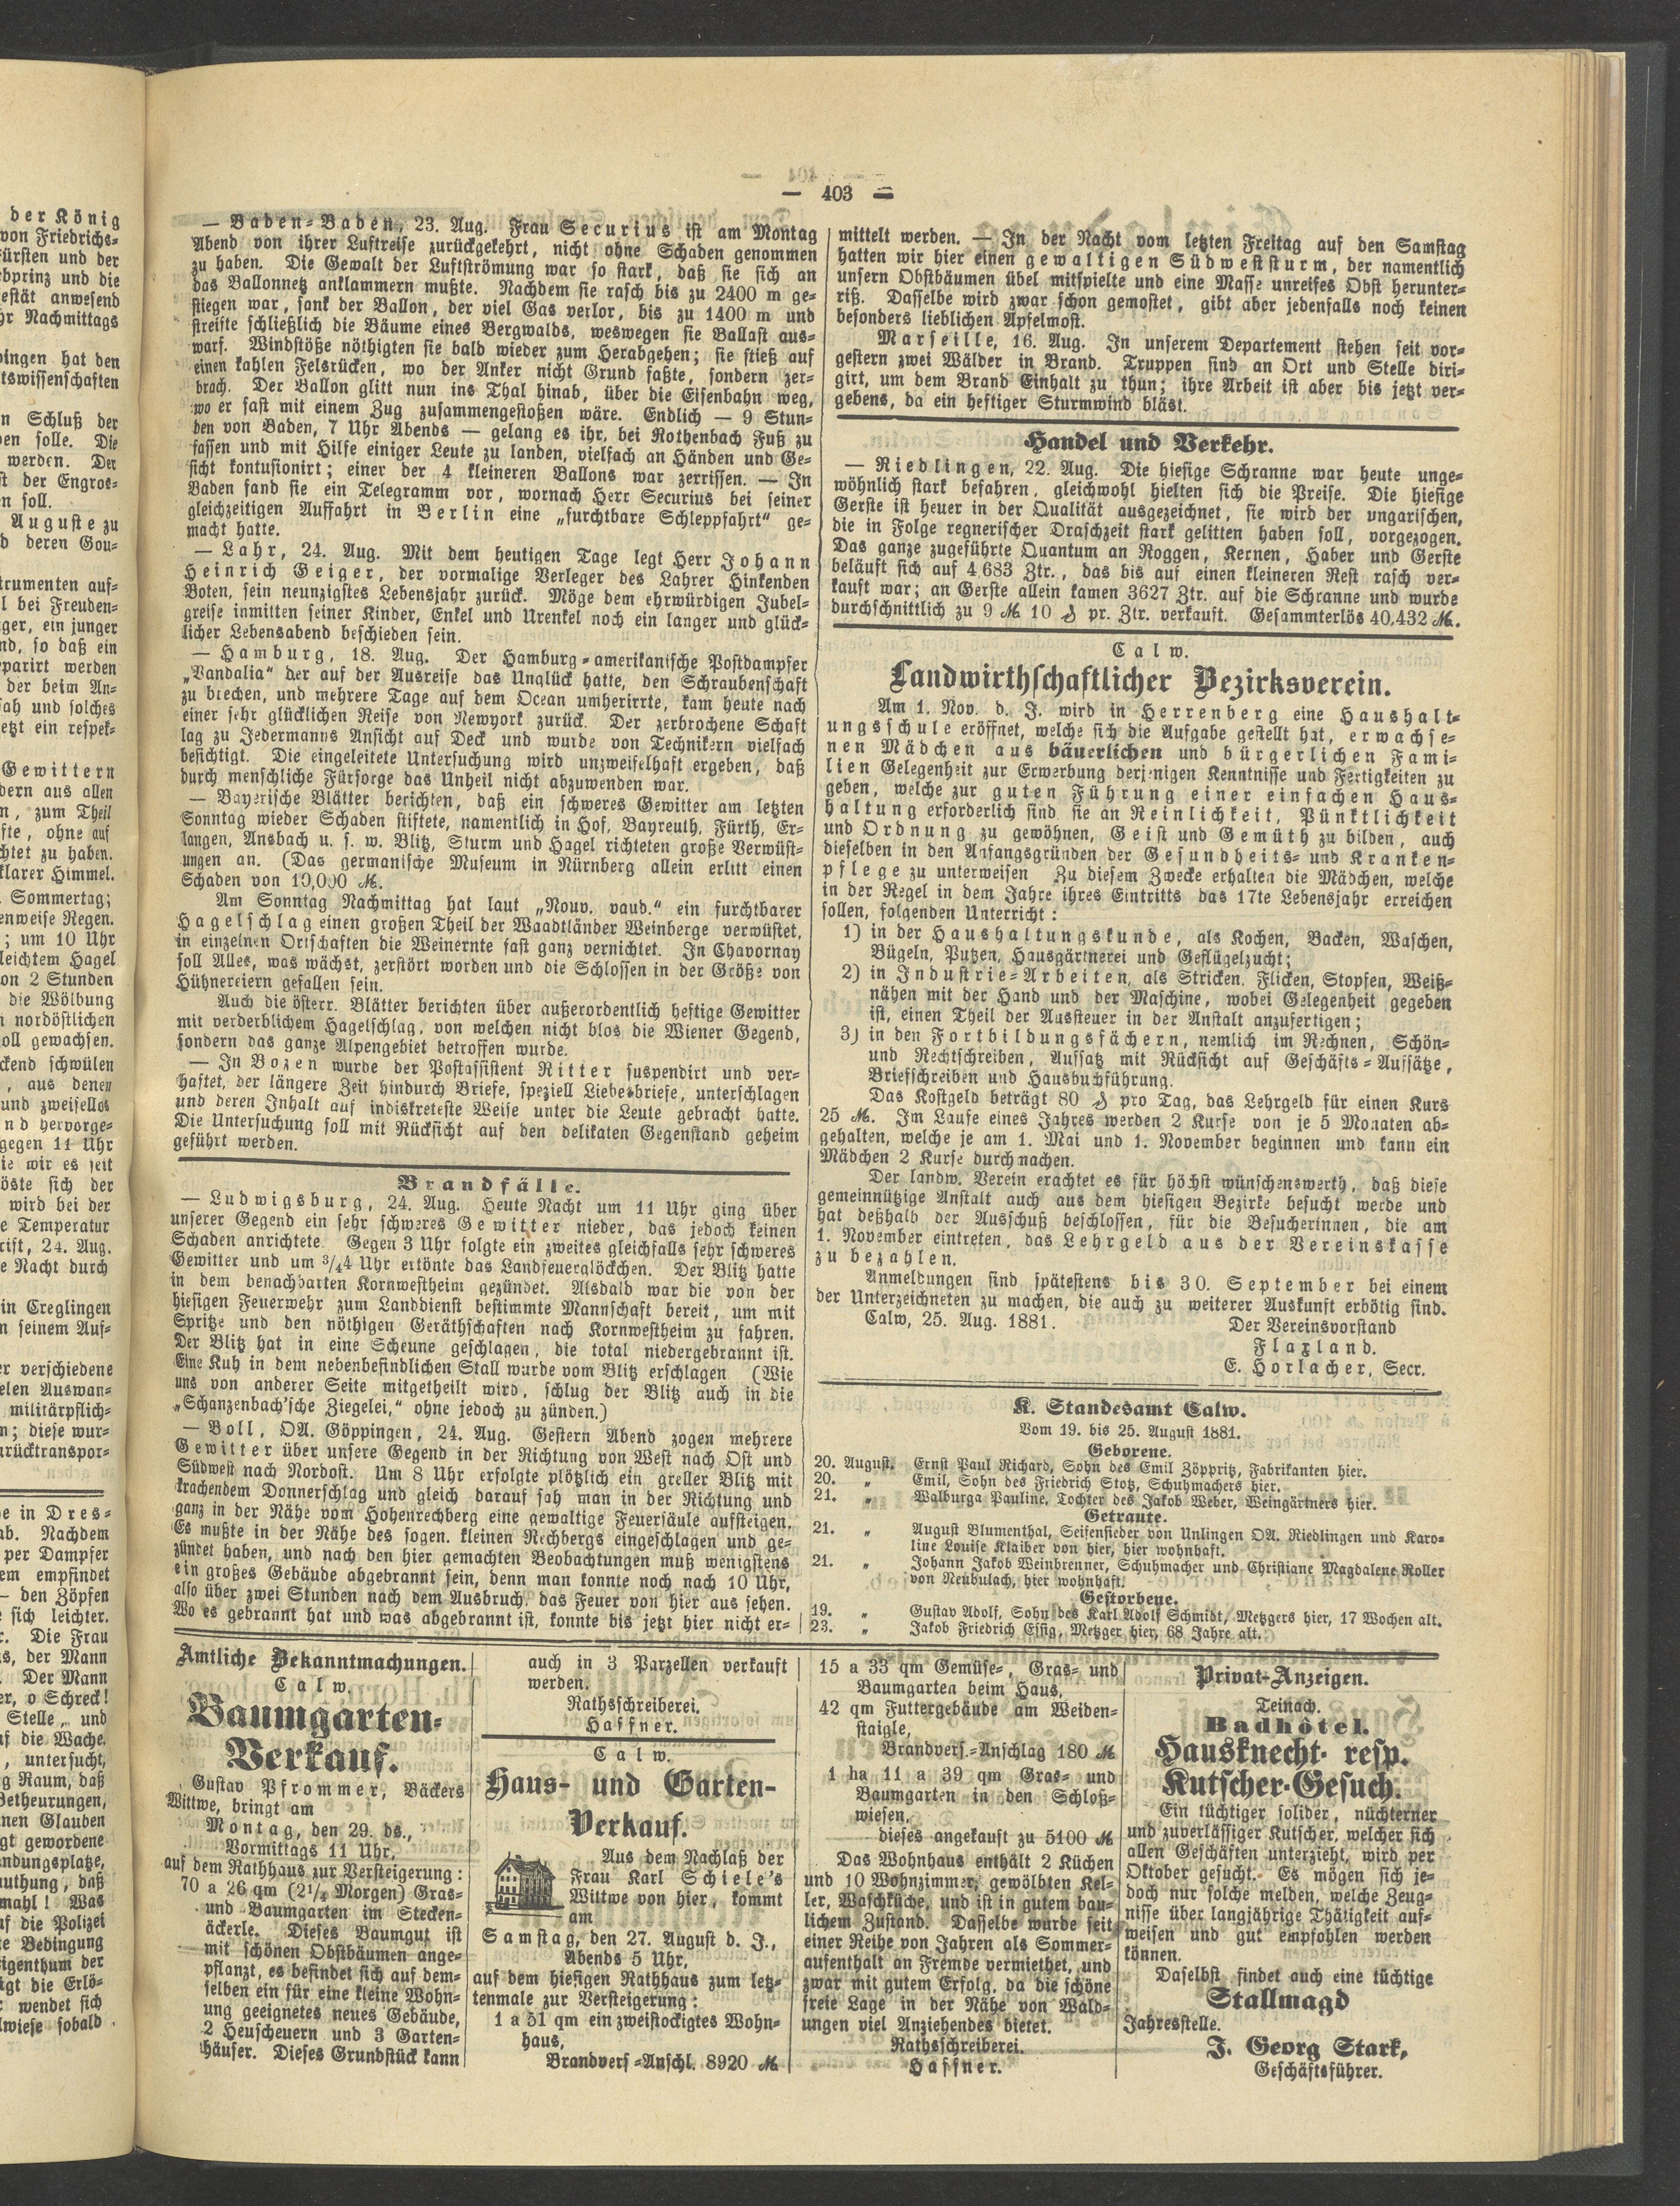 — 403 —
— Baden-Baden, 23. Aug. Frau Securius ist am Montag
Abend von ihrer Luftreise zurückgekehrt, nicht ohne Schaden genommen
zu haben. Die Gewalt der Luftströmung war so stark, daß sie sich an
das Ballonnetz anklammern mußte. Nachdem sie rasch bis zu 2400 m ge-
stiegen war, sank der Ballon, der viel Gas verlor, bis zu 1400 m und
streifte schließlich die Bäume eines Bergwalds, weswegen sie Ballast aus-
warf. Windstöße nöthigten sie bald wieder zum Herabgehen; sie stieß auf
einen kahlen Felsrücken, wo der Anker nicht Grund faßte, sondern zer-
brach. Der Ballon glitt nun ins Thal hinab, über die Eisenbahn weg,
wo er fast mit einem Zug zusammengestoßen wäre. Endlich — 9 Stun-
den von Baden, 7 Uhr Abends — gelang es ihr, bei Rothenbach Fuß zu
fassen und mit Hilfe einiger Leute zu landen, vielfach an Händen und Ge-
sicht kontusionirt; einer der 4 kleineren Ballons war zerrissen. — In
Baden fand sie ein Telegramm vor, wornach Herr Securius bei seiner
gleichzeitigen Auffahrt in Berlin eine „furchtbare Schleppfahrt“ ge-
macht hatte.
— Lahr, 24. Aug. Mit dem heutigen Tage legt Herr Johann
Heinrich Geiger, der vormalige Verleger des Lahrer Hinkenden
Boten, sein neunzigstes Lebensjahr zurück. Möge dem ehrwürdigen Jubel-
greise inmitten seiner Kinder, Enkel und Urenkel noch ein langer und glück-
licher Lebensabend beschieden sein.
— Hamburg, 18. Aug. Der Hamburg-amerikanische Postdampfer
„Vandalia“ der auf der Ausreise das Unglück hatte, den Schraubenschaft
zu brechen, und mehrere Tage auf dem Ocean umherirrte, kam heute nach
einer sehr glücklichen Reise von Newyork zurück. Der zerbrochene Schaft
lag zu Jedermanns Ansicht auf Deck und wurde von Technikern vielfach
besichtigt. Die eingeleitete Untersuchung wird unzweifelhaft ergeben, daß
durch menschliche Fürsorge das Unheil nicht abzuwenden war.
— Bayerische Blätter berichten, daß ein schweres Gewitter am letzten
Sonntag wieder Schaden stiftete, namentlich in Hof, Bayreuth, Fürth, Er-
langen, Ansbach u. s. w. Blitz, Sturm und Hagel richteten große Verwüst-
ungen an. (Das germanische Museum in Nürnberg allein erlitt einen
Schaden von 10,000 ℳ.
Am Sonntag Nachmittag hat laut „Nouv. vaud.“ ein furchtbarer
Hagelschlag einen großen Theil der Waadtländer Weinberge verwüstet,
in einzelnen Ortschaften die Weinernte fast ganz vernichtet. In Chavornay
soll Alles, was wächst, zerstört worden und die Schlossen in der Größe von
Hühnereiern gefallen sein.
Auch die österr. Blätter berichten über außerordentlich heftige Gewitter
mit verderblichem Hagelschlag, von welchen nicht blos die Wiener Gegend,
sondern das ganze Alpengebiet betroffen wurde.
— In Bozen wurde der Postassistent Ritter suspendirt und ver-
haftet, der längere Zeit hindurch Briefe, speziell Liebesbriefe, unterschlagen
und deren Inhalt auf indiskreteste Weise unter die Leute gebracht hatte.
Die Untersuchung soll mit Rücksicht auf den delikaten Gegenstand geheim
geführt werden.
Brandfälle.
— Ludwigsburg, 24. Aug. Heute Nacht um 11 Uhr ging über
unserer Gegend ein sehr schweres Gewitter nieder, das jedoch keinen
Schaden anrichtete. Gegen 3 Uhr folgte ein zweites gleichfalls sehr schweres
Gewitter und um 3/44 Uhr ertönte das Landfeuerglöckchen. Der Blitz hatte
in dem benachbarten Kornwestheim gezündet. Alsbald war die von der
hiesigen Feuerwehr zum Landdienst bestimmte Mannschaft bereit, um mit
Spritze und den nöthigen Geräthschaften nach Kornwestheim zu fahren.
Der Blitz hat in eine Scheune geschlagen, die total niedergebrannt ist.
Eine Kuh in dem nebenbefindlichen Stall wurde vom Blitz erschlagen (Wie
uns von anderer Seite mitgetheilt wird, schlug der Blitz auch in die
„Schanzenbach'sche Ziegelei,“ ohne jedoch zu zünden.)
— Boll, OA. Göppingen, 24. Aug. Gestern Abend zogen mehrere
Gewitter über unsere Gegend in der Richtung von West nach Ost und
Südwest nach Nordost. Um 8 Uhr erfolgte plötzlich ein greller Blitz mit
krachendem Donnerschlag und gleich darauf sah man in der Richtung und
ganz in der Nähe vom Hohenrechberg eine gewaltige Feuersäule aufsteigen.
Es mußte in der Nähe des sogen. kleinen Rechbergs eingeschlagen und ge-
zündet haben, und nach den hier gemachten Beobachtungen muß wenigstens
ein großes Gebäude abgebrannt sein, denn man konnte noch nach 10 Uhr,
also über zwei Stunden nach dem Ausbruch, das Feuer von hier aus sehen.
Wo es gebrannt hat und was abgebrannt ist, konnte bis jetzt hier nicht er-
mittelt werden. — In der Nacht vom letzten Freitag auf den Samstag
hatten wir hier einen gewaltigen Südweststurm, der namentlich
unsern Obstbäumen übel mitspielte und eine Masse unreifes Obst herunter-
riß. Dasselbe wird zwar schon gemostet, gibt aber jedenfalls noch keinen
besonders lieblichen Apfelmost.
Marseille, 16. Aug. In unserem Departement stehen seit vor-
gestern zwei Wälder in Brand. Truppen sind an Ort und Stelle diri-
girt, um dem Brand Einhalt zu thun; ihre Arbeit ist aber bis jetzt ver-
gebens, da ein heftiger Sturmwind bläst.
Handel und Verkehr.
— Riedlingen, 22. Aug. Die hiesige Schranne war heute unge-
wöhnlich stark befahren, gleichwohl hielten sich die Preise. Die hiesige
Gerste ist heuer in der Qualität ausgezeichnet, sie wird der ungarischen,
die in Folge regnerischer Draschzeit stark gelitten haben soll, vorgezogen.
Das ganze zugeführte Quantum an Roggen, Kernen, Haber und Gerste
beläuft sich auf 4683 Ztr., das bis auf einen kleineren Rest rasch ver-
kauft war; an Gerste allein kamen 3627 Ztr. auf die Schranne und wurde
durchschnittlich zu 9 ℳ 10 ₰ pr. Ztr. verkauft. Gesammterlös 40,432 ℳ.
Calw.
Landwirthschaftlicher Bezirksverein.
Am 1. Nov. d. J. wird in Herrenberg eine Haushalt-
ungsschule eröffnet, welche sich die Aufgabe gestellt hat, erwachse-
nen Mädchen aus bäuerlichen und bürgerlichen Fami-
lien Gelegenheit zur Erwerbung derjenigen Kenntnisse und Fertigkeiten zu
geben, welche zur guten Führung einer einfachen Haus-
haltung erforderlich sind sie an Reinlichkeit, Pünktlichkeit
und Ordnung zu gewöhnen, Geist und Gemüth zu bilden, auch
dieselben in den Anfangsgründen der Gesundheits- und Kranken-
pflege zu unterweisen Zu diesem Zwecke erhalten die Mädchen, welche
in der Regel in dem Jahre ihres Eintritts das 17te Lebensjahr erreichen
sollen, folgenden Unterricht:
1) in der Haushaltungskunde, als Kochen, Backen, Waschen,
Bügeln, Putzen, Hausgärtnerei und Geflügelzucht;
2) in Industrie-Arbeiten, als Stricken, Flicken, Stopfen, Weiß-
nähen mit der Hand und der Maschine, wobei Gelegenheit gegeben
ist, einen Theil der Aussteuer in der Anstalt anzufertigen;
3) in den Fortbildungsfächern, nemlich im Rechnen, Schön-
und Rechtschreiben, Aufsatz mit Rücksicht auf Geschäfts-Aufsätze,
Briefschreiben und Hausbuchführung.
Das Kostgeld beträgt 80 ₰ pro Tag, das Lehrgeld für einen Kurs
25 ℳ. Im Laufe eines Jahres werden 2 Kurse von je 5 Monaten ab-
gehalten, welche je am 1. Mai und 1. November beginnen und kann ein
Mädchen 2 Kurse durchmachen.
Der landw. Verein erachtet es für höchst wünschenswerth, daß diese
gemeinnützige Anstalt auch aus dem hiesigen Bezirke besucht werde und
hat deßhalb der Ausschuß beschlossen, für die Besucherinnen, die am
1. November eintreten, das Lehrgeld aus der Vereinskasse
zu bezahlen.
Anmeldungen sind spätestens bis 30. September bei einem
der Unterzeichneten zu machen, die auch zu weiterer Auskunft erbötig sind.
Calw, 25. Aug. 1881. Der Vereinsvorstand
Flaxland.
E. Horlacher, Secr.
K. Standesamt Calw.
Vom 19. bis 25. August 1881.
Geborene.
20. August. Ernst Paul Richard, Sohn des Emil Zöppritz, Fabrikanten hier.
20. „ Emil, Sohn des Friedrich Stotz, Schuhmachers hier.
21. „ Walburga Pauline, Tochter des Jakob Weber, Weingärtners hier.
Getraute.
21. „ August Blumenthal, Seifensieder von Unlingen OA. Riedlingen und Karo-
line Louise Klaiber von hier, hier wohnhaft.
21. „ Johann Jakob Weinbrenner, Schuhmacher und Christiane Magdalene Roller
von Neubulach, hier wohnhaft.
Gestorbene.
19. „ Gustav Adolf, Sohn des Karl Adolf Schmidt, Metzgers hier, 17 Wochen alt.
23. „ Jakob Friedrich Essig, Metzger hier, 68 Jahre alt.
Amtliche Bekanntmachungen.
Calw.
Baumgarten-
Verkauf.
Gustav Pfrommer, Bäckers
Wittwe, bringt am
Montag, den 29. ds.,
Vormittags 11 Uhr,
auf dem Rathhaus zur Versteigerung:
70 a 26 qm (2¼ Morgen) Gras-
und Baumgarten im Stecken-
äckerle. Dieses Baumgut ist
mit schönen Obstbäumen ange-
pflanzt, es befindet sich auf dem-
selben ein für eine kleine Wohn-
ung geeignetes neues Gebäude,
2 Heuscheuern und 3 Garten-
häuser. Dieses Grundstück kann
auch in 3 Parzellen verkauft
werden.
Rathsschreiberei.
Haffner.
Calw.
Haus- und Garten-
Verkauf.
Aus dem Nachlaß der
Frau Karl Schiele's
Wittwe von hier, kommt
am
Samstag, den 27. August d. J.,
Abends 5 Uhr,
auf dem hiesigen Rathhaus zum letz-
tenmale zur Versteigerung:
1 a 51 qm ein zweistockigtes Wohn-
haus,
Brandvers-Anschl. 8920 ℳ
15 a 33 qm Gemüse-, Gras- und
Baumgarten beim Haus,
42 qm Futtergebäude am Weiden-
staigle,
Brandvers.-Anschlag 180 ℳ
1 ha 11 a 39 qm Gras- und
Baumgarten in den Schloß-
wiesen,
dieses angekauft zu 5100 ℳ
Das Wohnhaus enthält 2 Küchen
und 10 Wohnzimmer, gewölbten Kel-
ler, Waschküche, und ist in gutem bau-
lichem Zustand. Dasselbe wurde seit
einer Reihe von Jahren als Sommer-
aufenthalt an Fremde vermiethet, und
zwar mit gutem Erfolg, da die schöne
freie Lage in der Nähe von Wald-
ungen viel Anziehendes bietet.
Rathsschreiberei.
Haffner.
Privat-Anzeigen.
Teinach.
Badhôtel.
Hausknecht- resp.
Kutscher-Gesuch.
Ein tüchtiger solider, nüchterner
und zuverlässiger Kutscher, welcher sich
allen Geschäften unterzieht, wird per
Oktober gesucht. Es mögen sich je-
doch nur solche melden, welche Zeug-
nisse über langjährige Thätigkeit auf-
weisen und gut empfohlen werden
können.
Daselbst findet auch eine tüchtige
Stallmagd
Jahresstelle.
J. Georg Stark,
Geschäftsführer.